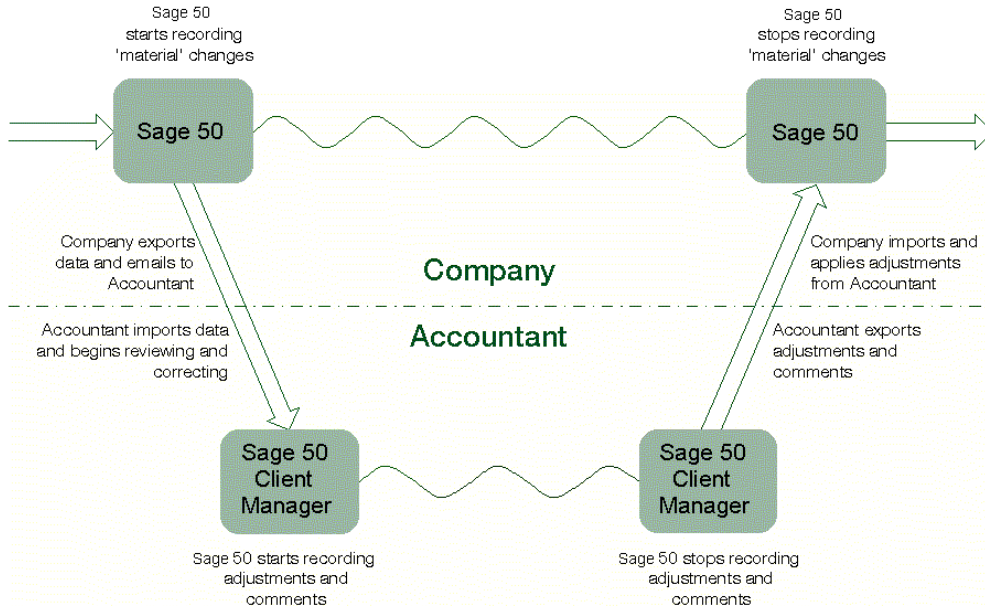 Sage 50
starts recording
'material' changes
Sage 50
stops recording
'material' changes
Sage 50
Sage 50
Company exports
data and emails to
Accountant
Company
Company imports and
applies adjustments
from Accountant
Accountant imports data
and begins reviewing and
correcting
Accountant
Accountant exports
adjustments and
comments
Sage 50
Client
Manager
Sage 50
Client
Manager
Sage 50 starts recording
adjustments and
comments
Sage 50 stops recording
adjustments and
comments